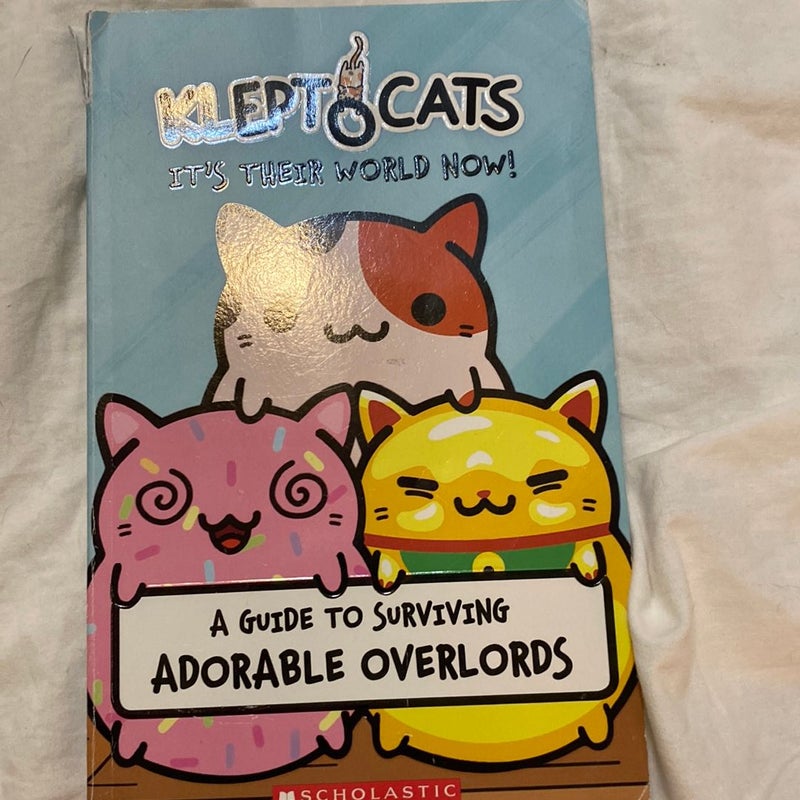 KLEPTOCATS
IT'S THEIR WORLD NOW!
A GUIDE TO SURVIVING
ADORABLE OVERLORDS
SCHOLASTIC